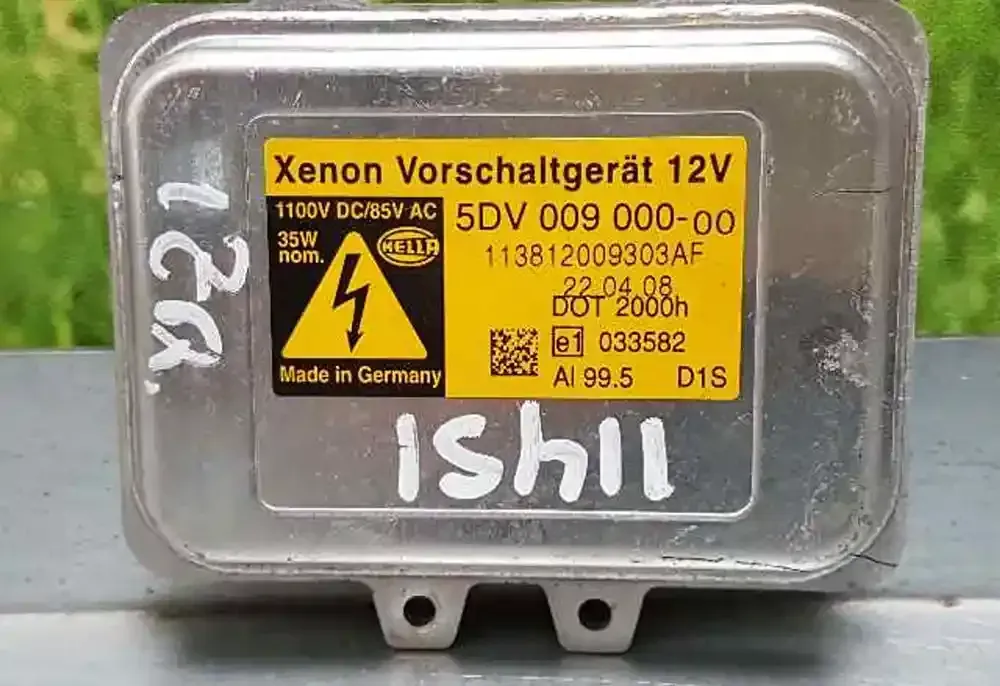 Xenon Vorschaltgerät 12V
1100V DC/85V AC
35W
nom.
HELLA
Made in Germany
5DV 009 000-00
113812009303AF
22.04.08
DOT 2000h
e1 033582
Al 99.5 D1S